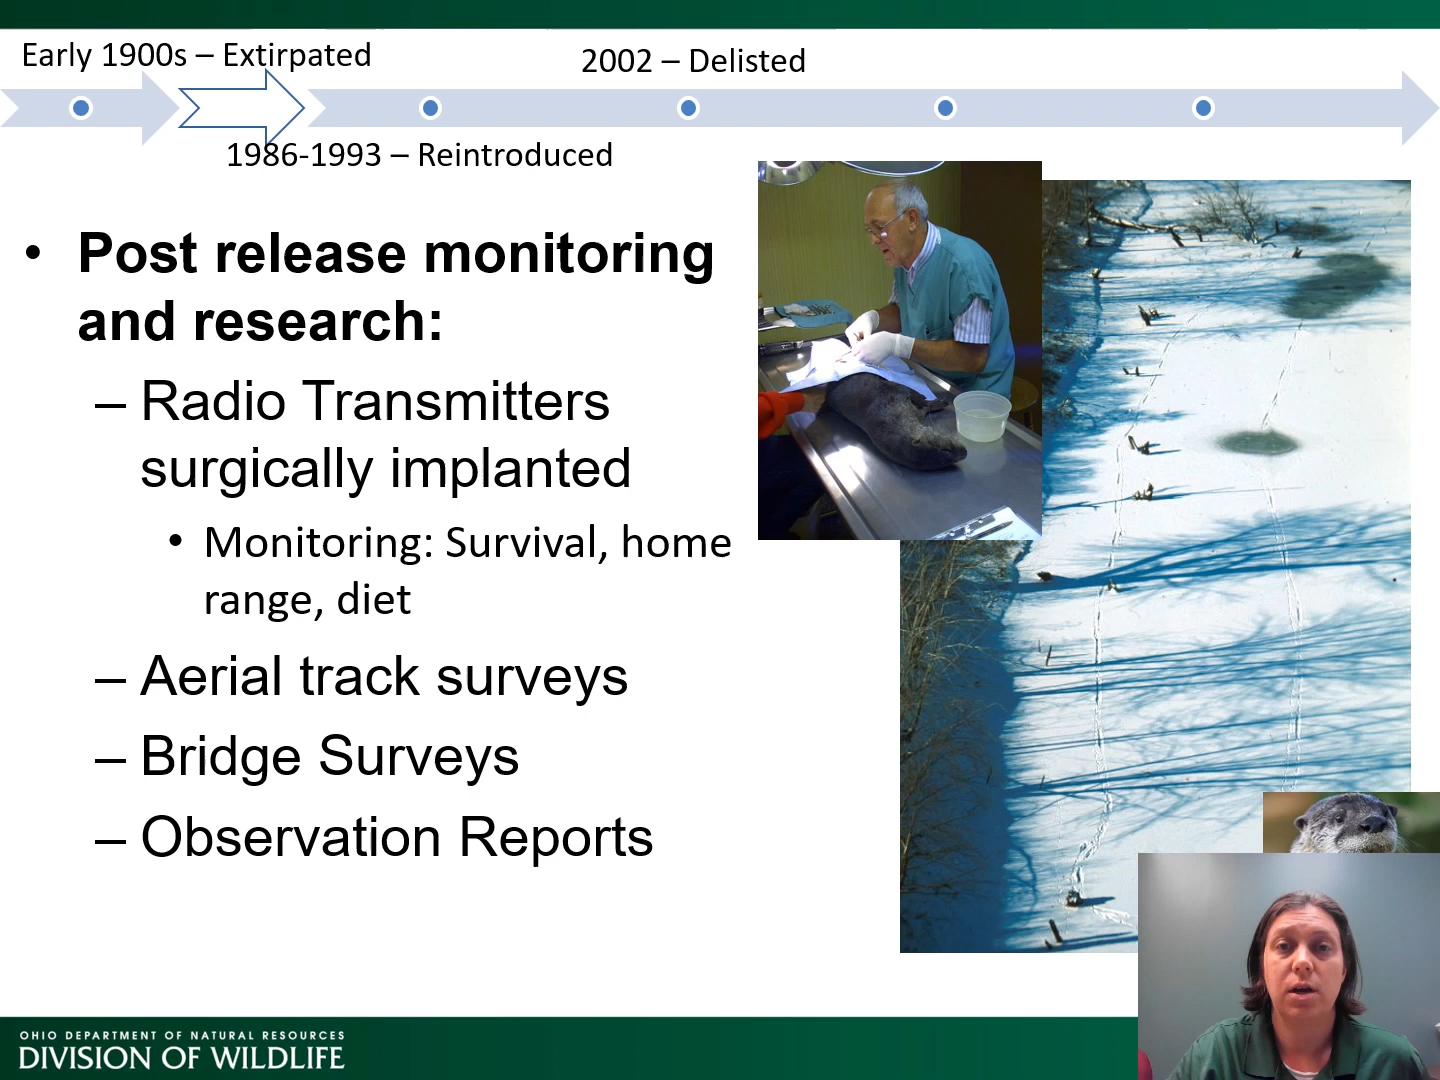 Early 1900s – Extirpated
2002 – Delisted
1986-1993 – Reintroduced
• Post release monitoring
and research:
– Radio Transmitters
surgically implanted
• Monitoring: Survival, home
range, diet
– Aerial track surveys
– Bridge Surveys
– Observation Reports
OHIO DEPARTMENT OF NATURAL RESOURCES
DIVISION OF WILDLIFE